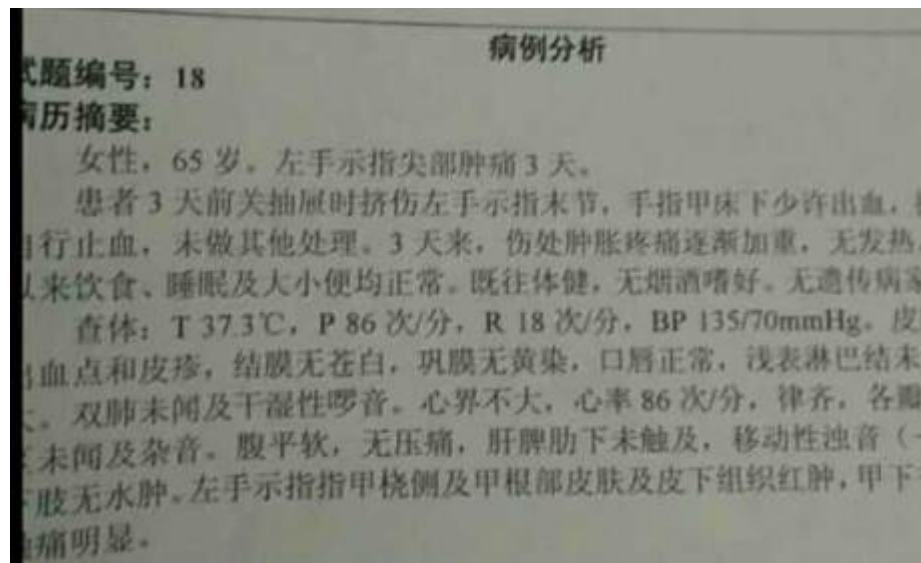 病例分析
试题编号：18
病历摘要：
女性，65 岁。左手示指尖部肿痛 3 天。
患者 3 天前关抽屉时挤伤左手示指末节，手指甲床下少许出血，
自行止血，未做其他处理。3 天来，伤处肿胀疼痛逐渐加重，无发热
以来饮食、睡眠及大小便均正常。既往体健，无烟酒嗜好。无遗传病家
查体：T 37.3℃，P 86 次/分，R 18 次/分，BP 135/70mmHg。皮
出血点和皮疹，结膜无苍白，巩膜无黄染，口唇正常，浅表淋巴结未
。双肺未闻及干湿性啰音。心界不大，心率 86 次/分，律齐，各瓣
未闻及杂音。腹平软，无压痛，肝脾肋下未触及，移动性浊音（
下肢无水肿。左手示指指甲桡侧及甲根部皮肤及皮下组织红肿，甲下
痛明显。